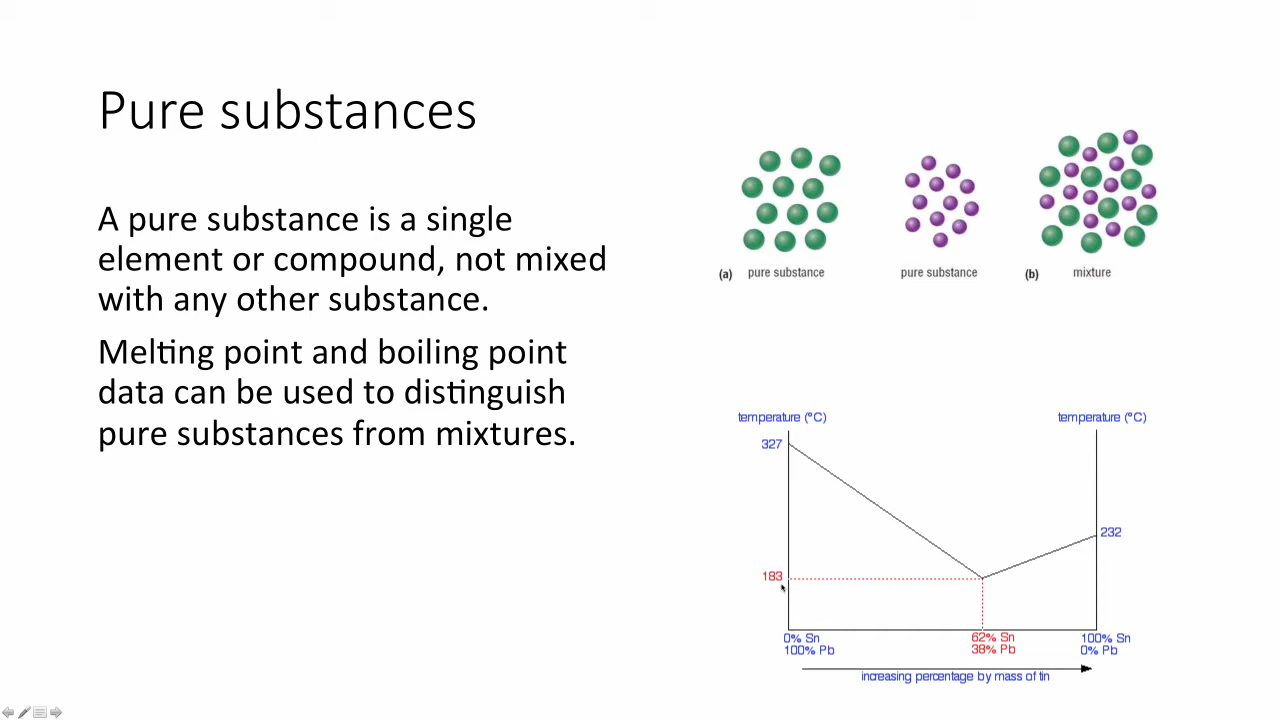 Pure substances
A pure substance is a single
element or compound, not mixed
with any other substance.
Melting point and boiling point
data can be used to distinguish
pure substances from mixtures.
(a) pure substance
pure substance
(b) mixture
temperature (°C)
temperature (°C)
327
232
183
0% Sn
100% Pb
62% Sn
38% Pb
100% Sn
0% Pb
increasing percentage by mass of tin